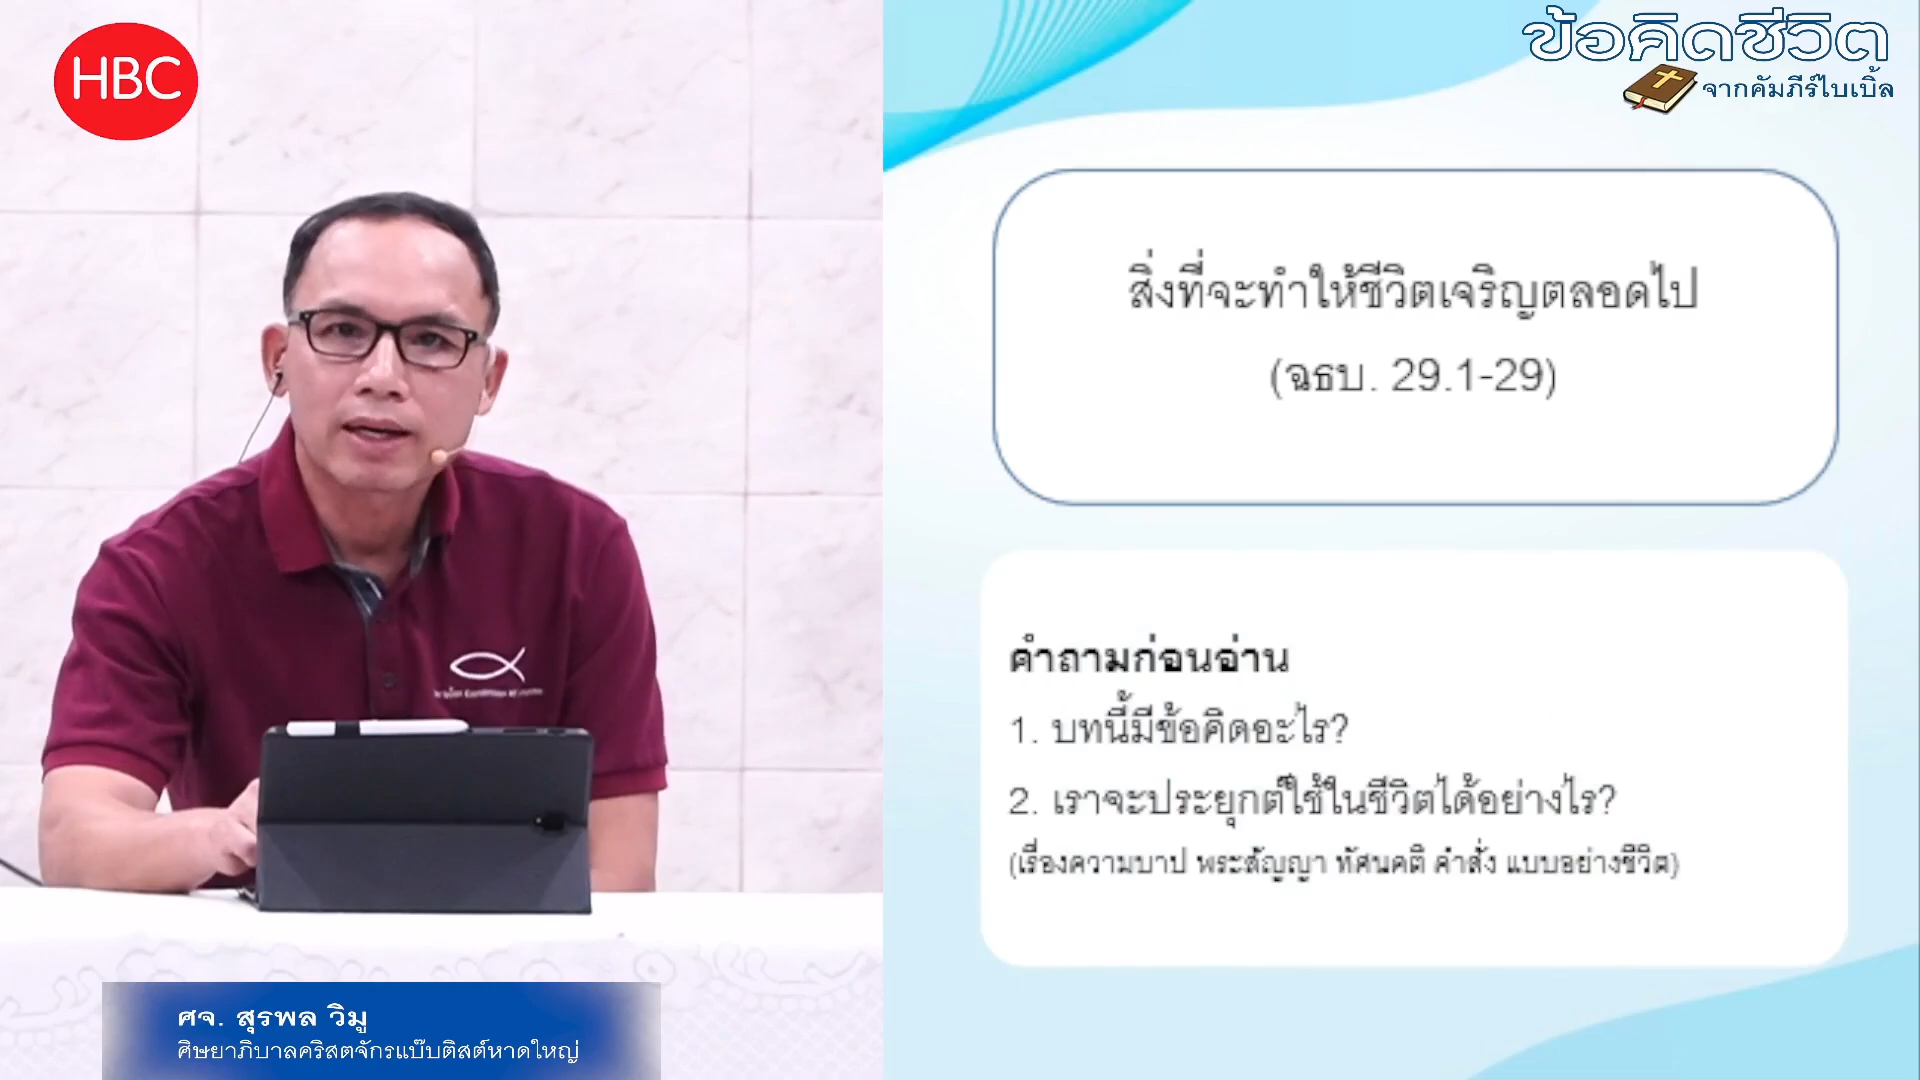 HBC
ข้อคิดชีวิต
จากคัมภีร์ไบเบิ้ล
สิ่งที่จะทำให้ชีวิตเจริญตลอดไป
(ฉธบ. 29.1-29)
คำถามก่อนอ่าน
1. บทนี้มีข้อคิดอะไร?
2. เราจะประยุกต์ใช้ในชีวิตได้อย่างไร?
(เรื่องความบาป พระสัญญา ทัศนคติ คำสั่ง แบบอย่างชีวิต)
ศจ. สุรพล วิมู
ศิษยาภิบาลคริสตจักรแบ๊บติสต์หาดใหญ่